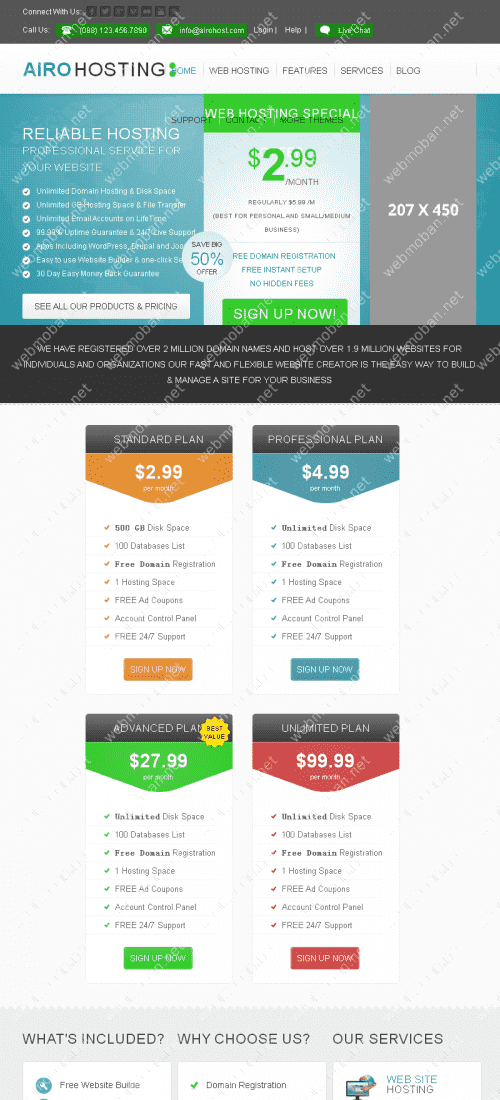 Connect With Us:
Call Us: (088) 123.456.7890 info@airohost.com Login | Help | Live Chat
AIROHOSTING HOME WEB HOSTING FEATURES SERVICES BLOG
SUPPORT CONTACT MORE THEMES
RELIABLE HOSTING
PROFESSIONAL SERVICE FOR
YOUR WEBSITE
Unlimited Domain Hosting & Disk Space
Unlimited GB Hosting Space & File Transfer
Unlimited Email Accounts on LifeTime
99.99% Uptime Guarantee & 24/7 Live Support
Apps Including WordPress, Drupal and Joo
Easy to use Website Builder & one-click Se
30 Day Easy Money Back Guarantee
SEE ALL OUR PRODUCTS & PRICING
SAVE BIG
50%
OFFER
WEB HOSTING SPECIAL
$2.99
/MONTH
REGULARLY $5.99 /M
(BEST FOR PERSONAL AND SMALL/MEDIUM
BUSINESS)
FREE DOMAIN REGISTRATION
FREE INSTANT SETUP
NO HIDDEN FEES
SIGN UP NOW!
207 X 450
WE HAVE REGISTERED OVER 2 MILLION DOMAIN NAMES AND HOST OVER 1.9 MILLION WEBSITES FOR
INDIVIDUALS AND ORGANIZATIONS OUR FAST AND FLEXIBLE WEBSITE CREATOR IS THE EASY WAY TO BUILD
& MANAGE A SITE FOR YOUR BUSINESS
STANDARD PLAN
$2.99
per month
500 GB Disk Space
100 Databases List
Free Domain Registration
1 Hosting Space
FREE Ad Coupons
Account Control Panel
FREE 24/7 Support
SIGN UP NOW
PROFESSIONAL PLAN
$4.99
per month
Unlimited Disk Space
100 Databases List
Free Domain Registration
1 Hosting Space
FREE Ad Coupons
Account Control Panel
FREE 24/7 Support
SIGN UP NOW
ADVANCED PLAN
BEST
VALUE
$27.99
per month
Unlimited Disk Space
100 Databases List
Free Domain Registration
1 Hosting Space
FREE Ad Coupons
Account Control Panel
FREE 24/7 Support
SIGN UP NOW
UNLIMITED PLAN
$99.99
per month
Unlimited Disk Space
100 Databases List
Free Domain Registration
1 Hosting Space
FREE Ad Coupons
Account Control Panel
FREE 24/7 Support
SIGN UP NOW
WHAT'S INCLUDED?
Free Website Builde
WHY CHOOSE US?
Domain Registration
OUR SERVICES
WEB SITE
HOSTING
webmoban.net